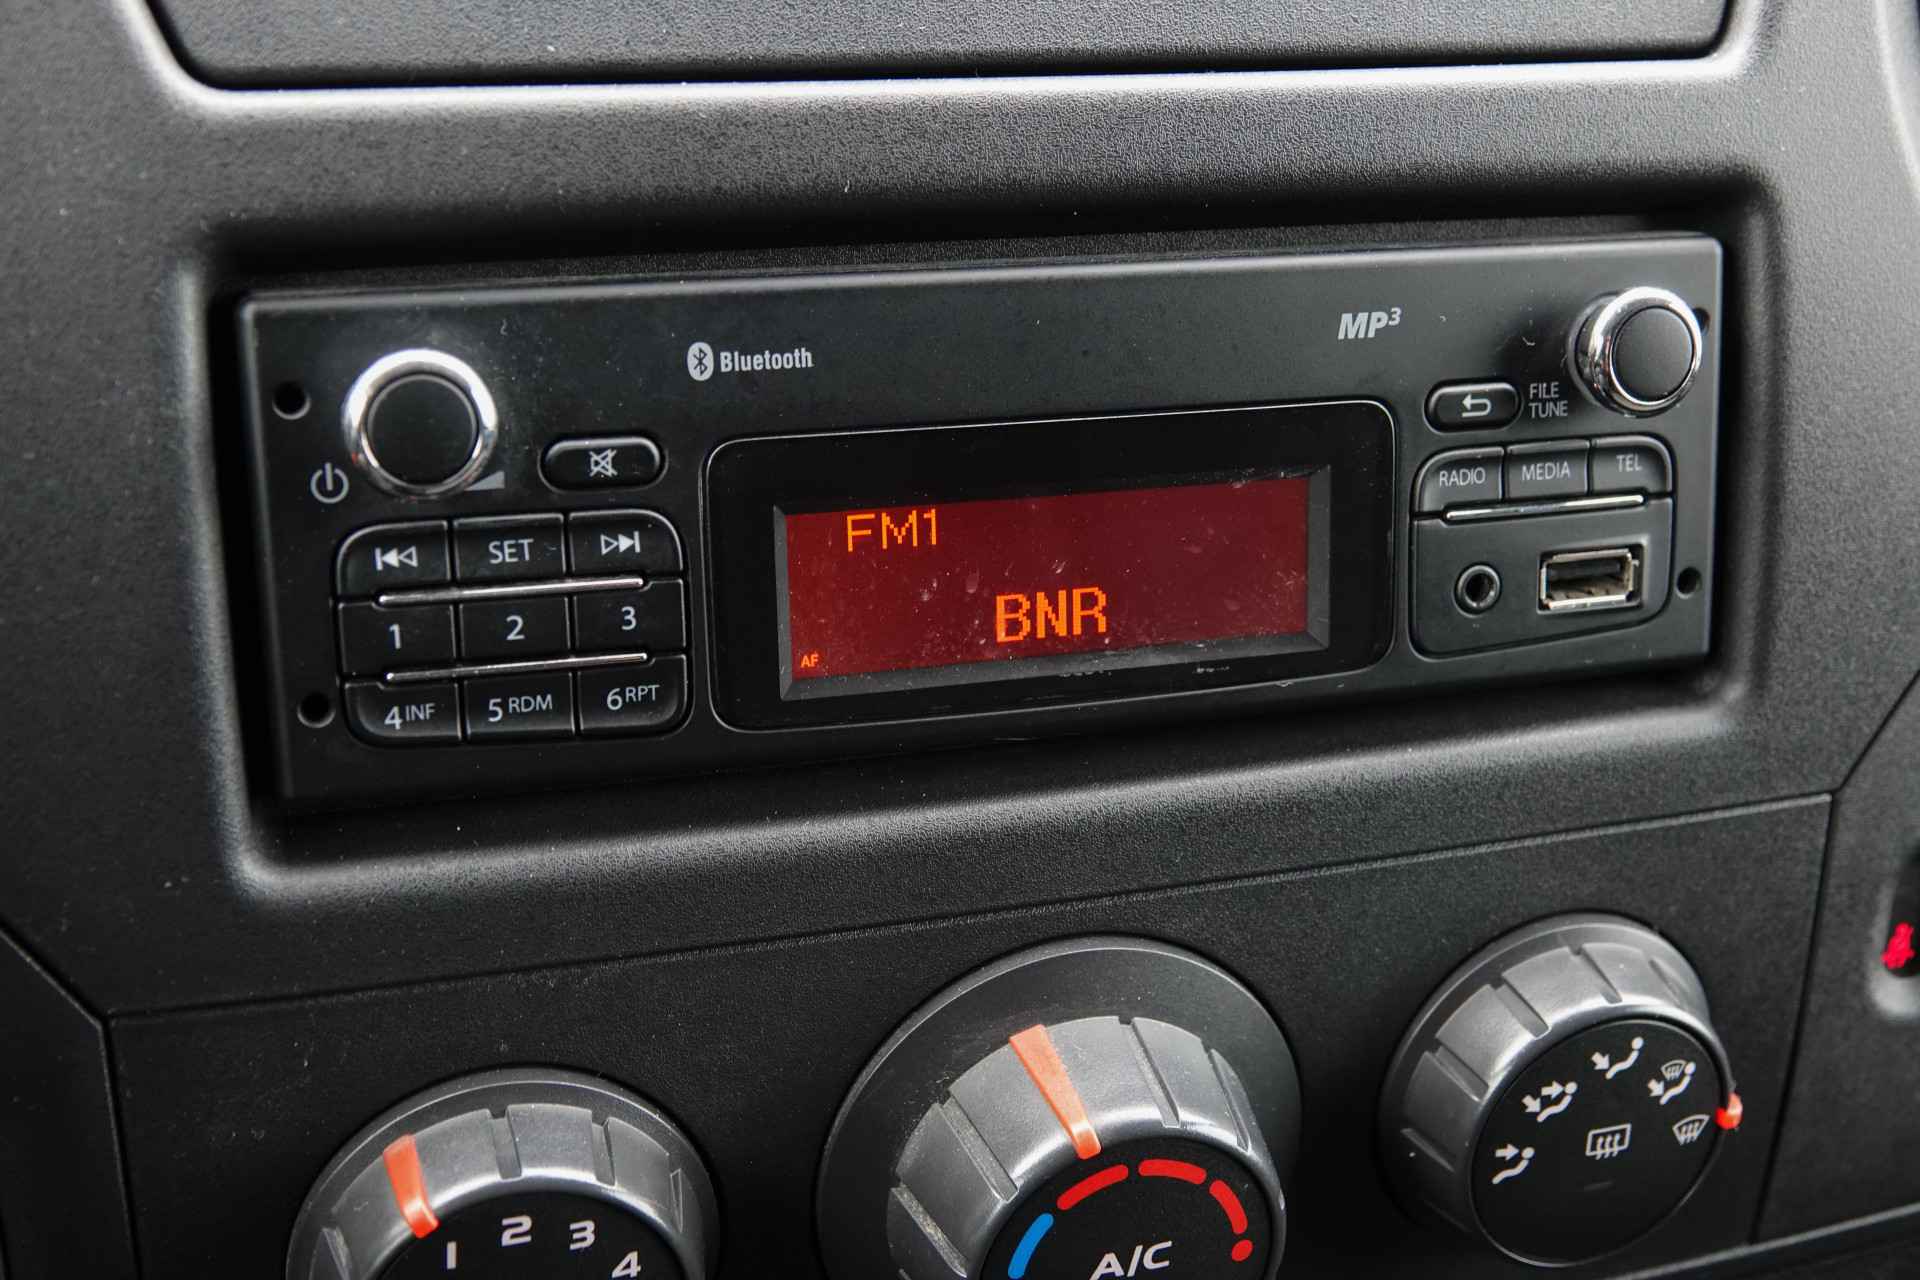 Bluetooth
MP3
FILE
TUNE
RADIO MEDIA TEL
SET
1 2 3
4 INF 5 RDM 6 RPT
FM1
BNR
AF
1 2 3 4
A/C